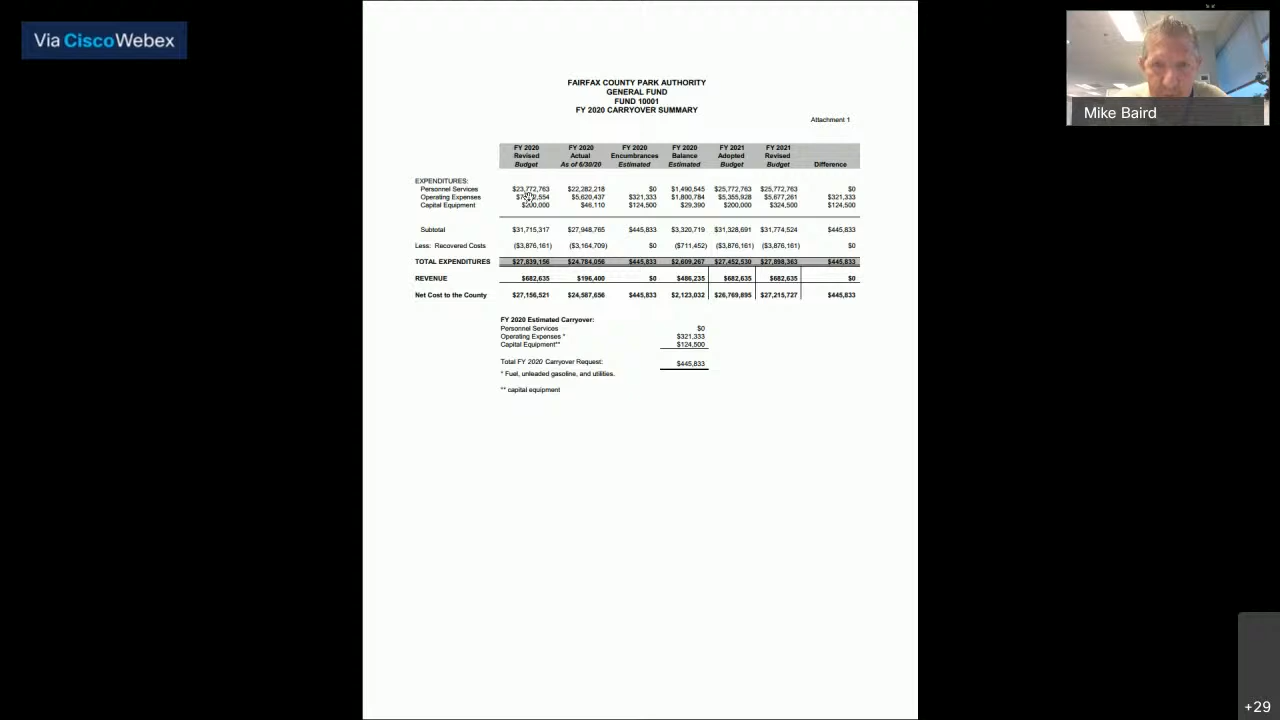 Via Cisco Webex
Mike Baird
FAIRFAX COUNTY PARK AUTHORITY
GENERAL FUND
FUND 10001
FY 2020 CARRYOVER SUMMARY
Attachment 1
FY 2020 FY 2020 FY 2020 FY 2020 FY 2021 FY 2021
Revised Actual Encumbrances Balance Adopted Revised
Budget As of 6/30/20 Estimated Estimated Budget Budget Difference
EXPENDITURES:
Personnel Services $23,772,763 $22,282,218 $0 $1,490,545 $25,772,763 $25,772,763 $0
Operating Expenses $5,620,437 $321,333 $1,800,784 $5,355,928 $5,677,261 $321,333
Capital Equipment $200,000 $46,110 $124,500 $29,390 $200,000 $324,500 $124,500
Subtotal $31,715,317 $27,948,765 $445,833 $3,320,719 $31,328,691 $31,774,524 $445,833
Less: Recovered Costs ($3,876,161) ($3,164,709) $0 ($711,452) ($3,876,161) ($3,876,161) $0
TOTAL EXPENDITURES $27,839,156 $24,784,056 $445,833 $2,609,267 $27,452,530 $27,898,363 $445,833
REVENUE $682,635 $196,400 $0 $486,235 $682,635 $682,635 $0
Net Cost to the County $27,156,521 $24,587,656 $445,833 $2,123,032 $26,769,895 $27,215,727 $445,833
FY 2020 Estimated Carryover:
Personnel Services $0
Operating Expenses * $321,333
Capital Equipment** $124,500
Total FY 2020 Carryover Request: $445,833
* Fuel, unleaded gasoline, and utilities.
** capital equipment
+29